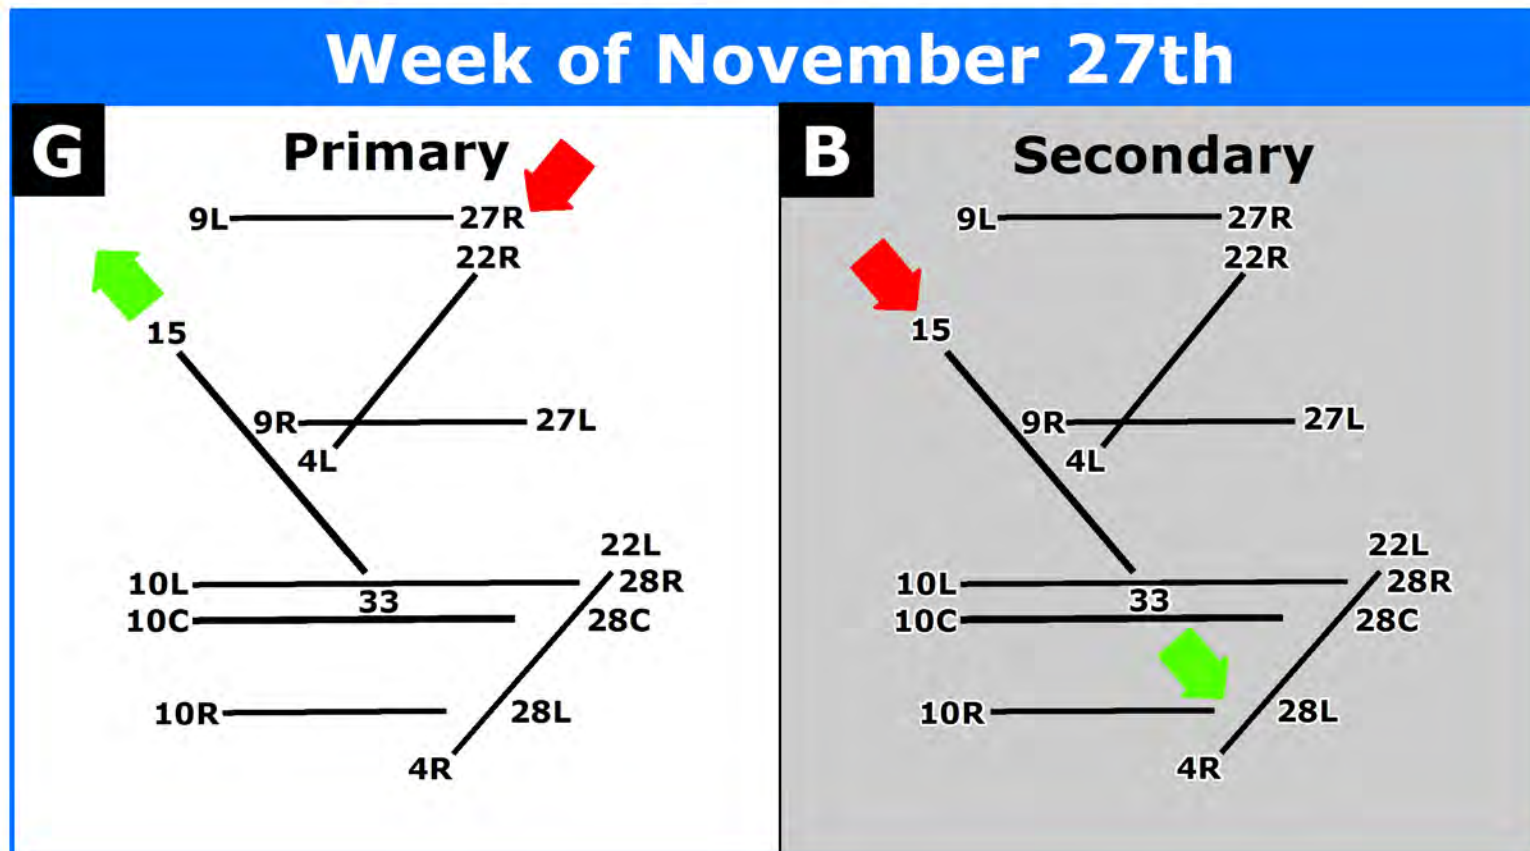 Week of November 27th
G
Primary
9L
27R
22R
15
9R
27L
4L
22L
10L
28R
33
10C
28C
10R
28L
4R
B
Secondary
9L
27R
22R
15
9R
27L
4L
22L
10L
28R
33
10C
28C
10R
28L
4R